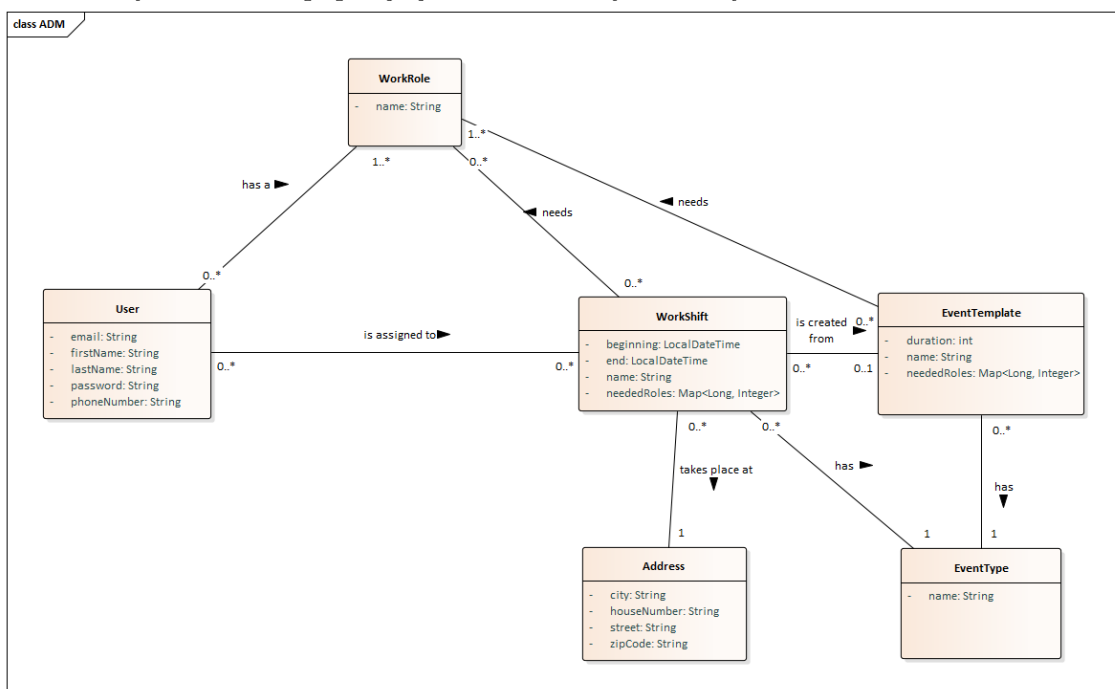 class ADM
WorkRole
- name: String
1..*
0..*
1..*
has a
needs
needs
0..*
0..*
User
- email: String
- firstName: String
- lastName: String
- password: String
- phoneNumber: String
is assigned to
0..*
0..*
WorkShift
- beginning: LocalDateTime
- end: LocalDateTime
- name: String
- neededRoles: Map<Long, Integer>
is created
from
0..*
0..*
0..1
EventTemplate
- duration: int
- name: String
- neededRoles: Map<Long, Integer>
0..*
0..*
0..*
takes place at
has
has
1
1
1
Address
- city: String
- houseNumber: String
- street: String
- zipCode: String
EventType
- name: String